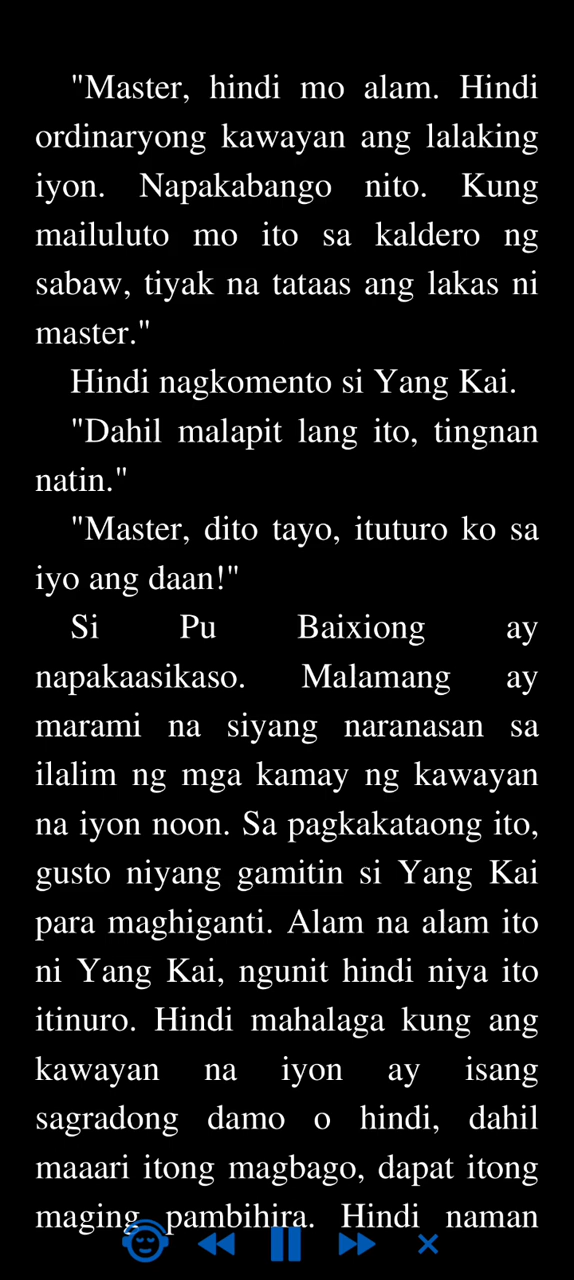 "Master, hindi mo alam. Hindi
ordinaryong kawayan ang lalaking
iyon. Napakabango nito. Kung
mailuluto mo ito sa kaldero ng
sabaw, tiyak na tataas ang lakas ni
master."
Hindi nagkomento si Yang Kai.
"Dahil malapit lang ito, tingnan
natin."
"Master, dito tayo, ituturo ko sa
iyo ang daan!"
Si Pu Baixiong ay
napakaasikaso. Malamang ay
marami na siyang naranasan sa
ilalim ng mga kamay ng kawayan
na iyon noon. Sa pagkakataong ito,
gusto niyang gamitin si Yang Kai
para maghiganti. Alam na alam ito
ni Yang Kai, ngunit hindi niya ito
itinuro. Hindi mahalaga kung ang
kawayan na iyon ay isang
sagradong damo o hindi, dahil
maaari itong magbago, dapat itong
maging pambihira. Hindi naman